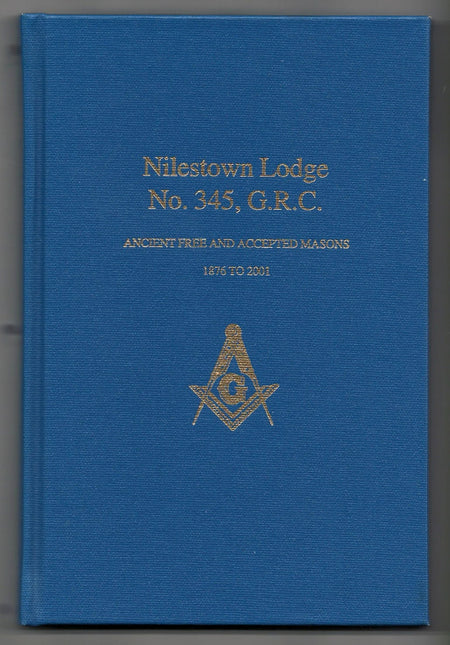 Nilestown Lodge
No. 345, G.R.C.
ANCIENT FREE AND ACCEPTED MASONS
1876 TO 2001
G